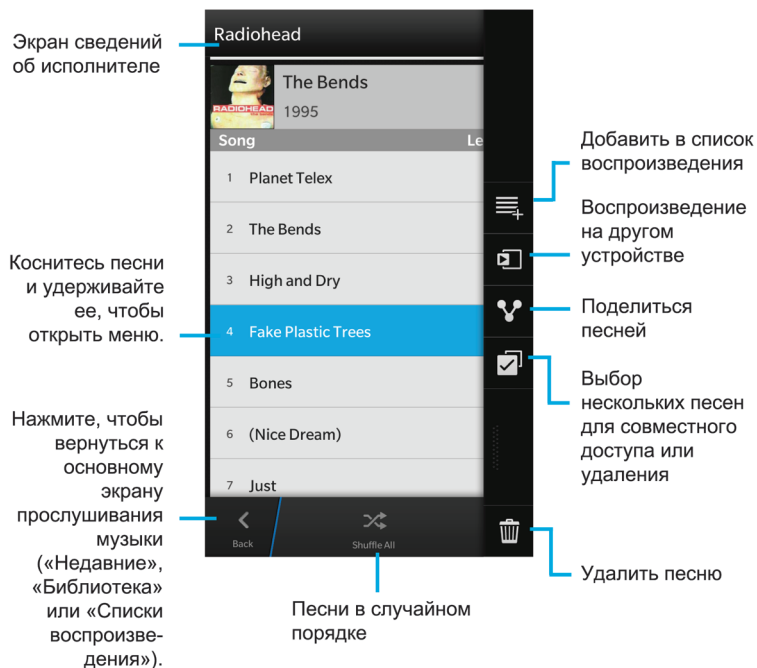 Экран сведений
об исполнителе
Radiohead
The Bends
1995
RADIOHEAD
Song
Le
1 Planet Telex
2 The Bends
3 High and Dry
4 Fake Plastic Trees
5 Bones
6 (Nice Dream)
7 Just
Back
Shuffle All
Коснитесь песни
и удерживайте
ее, чтобы
открыть меню.
Нажмите, чтобы
вернуться к
основному
экрану
прослушивания
музыки
(«Недавние»,
«Библиотека»
или «Списки
воспроизве-
дения»).
Добавить в список
воспроизведения
Воспроизведение
на другом
устройстве
Поделиться
песней
Выбор
нескольких песен
для совместного
доступа или
удаления
Удалить песню
Песни в случайном
порядке